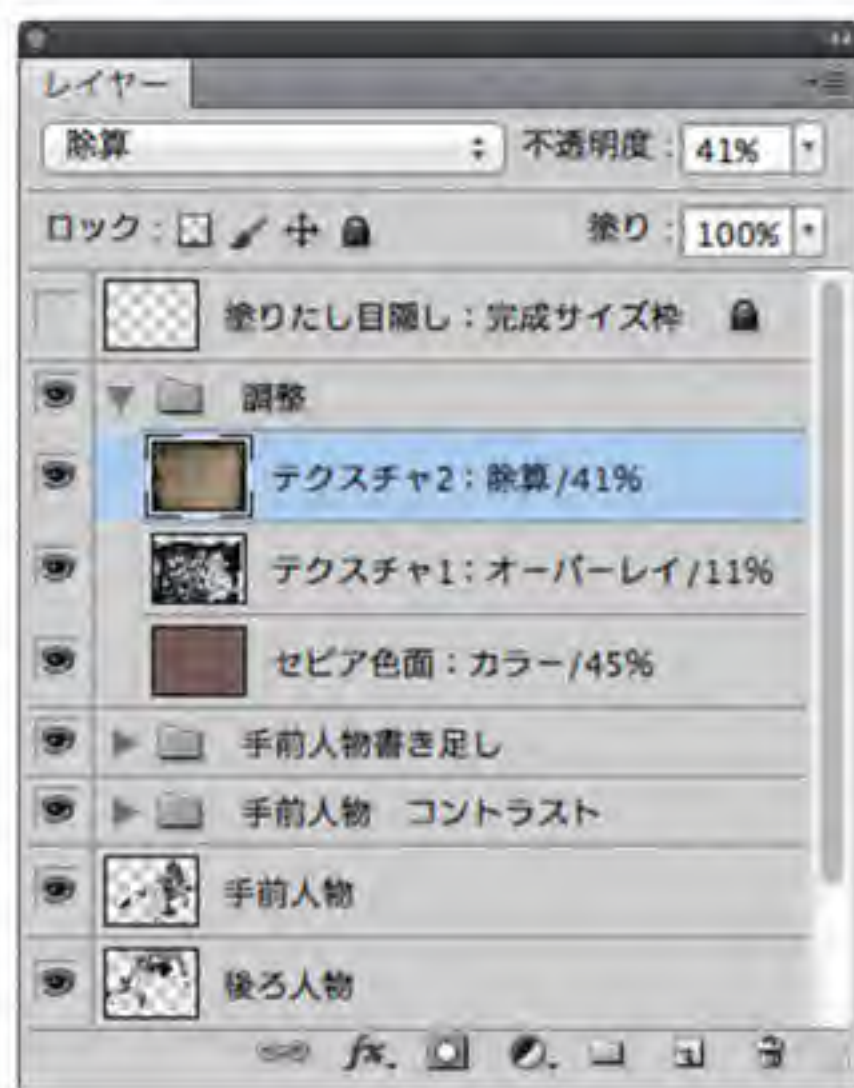 レイヤー
除算 不透明度: 41%
ロック: 塗り: 100%
塗りたし目隠し：完成サイズ枠
調整
テクスチャ2：除算/41%
テクスチャ1：オーバーレイ/11%
セピア色面：カラー/45%
手前人物書き足し
手前人物　コントラスト
手前人物
後ろ人物
fx.